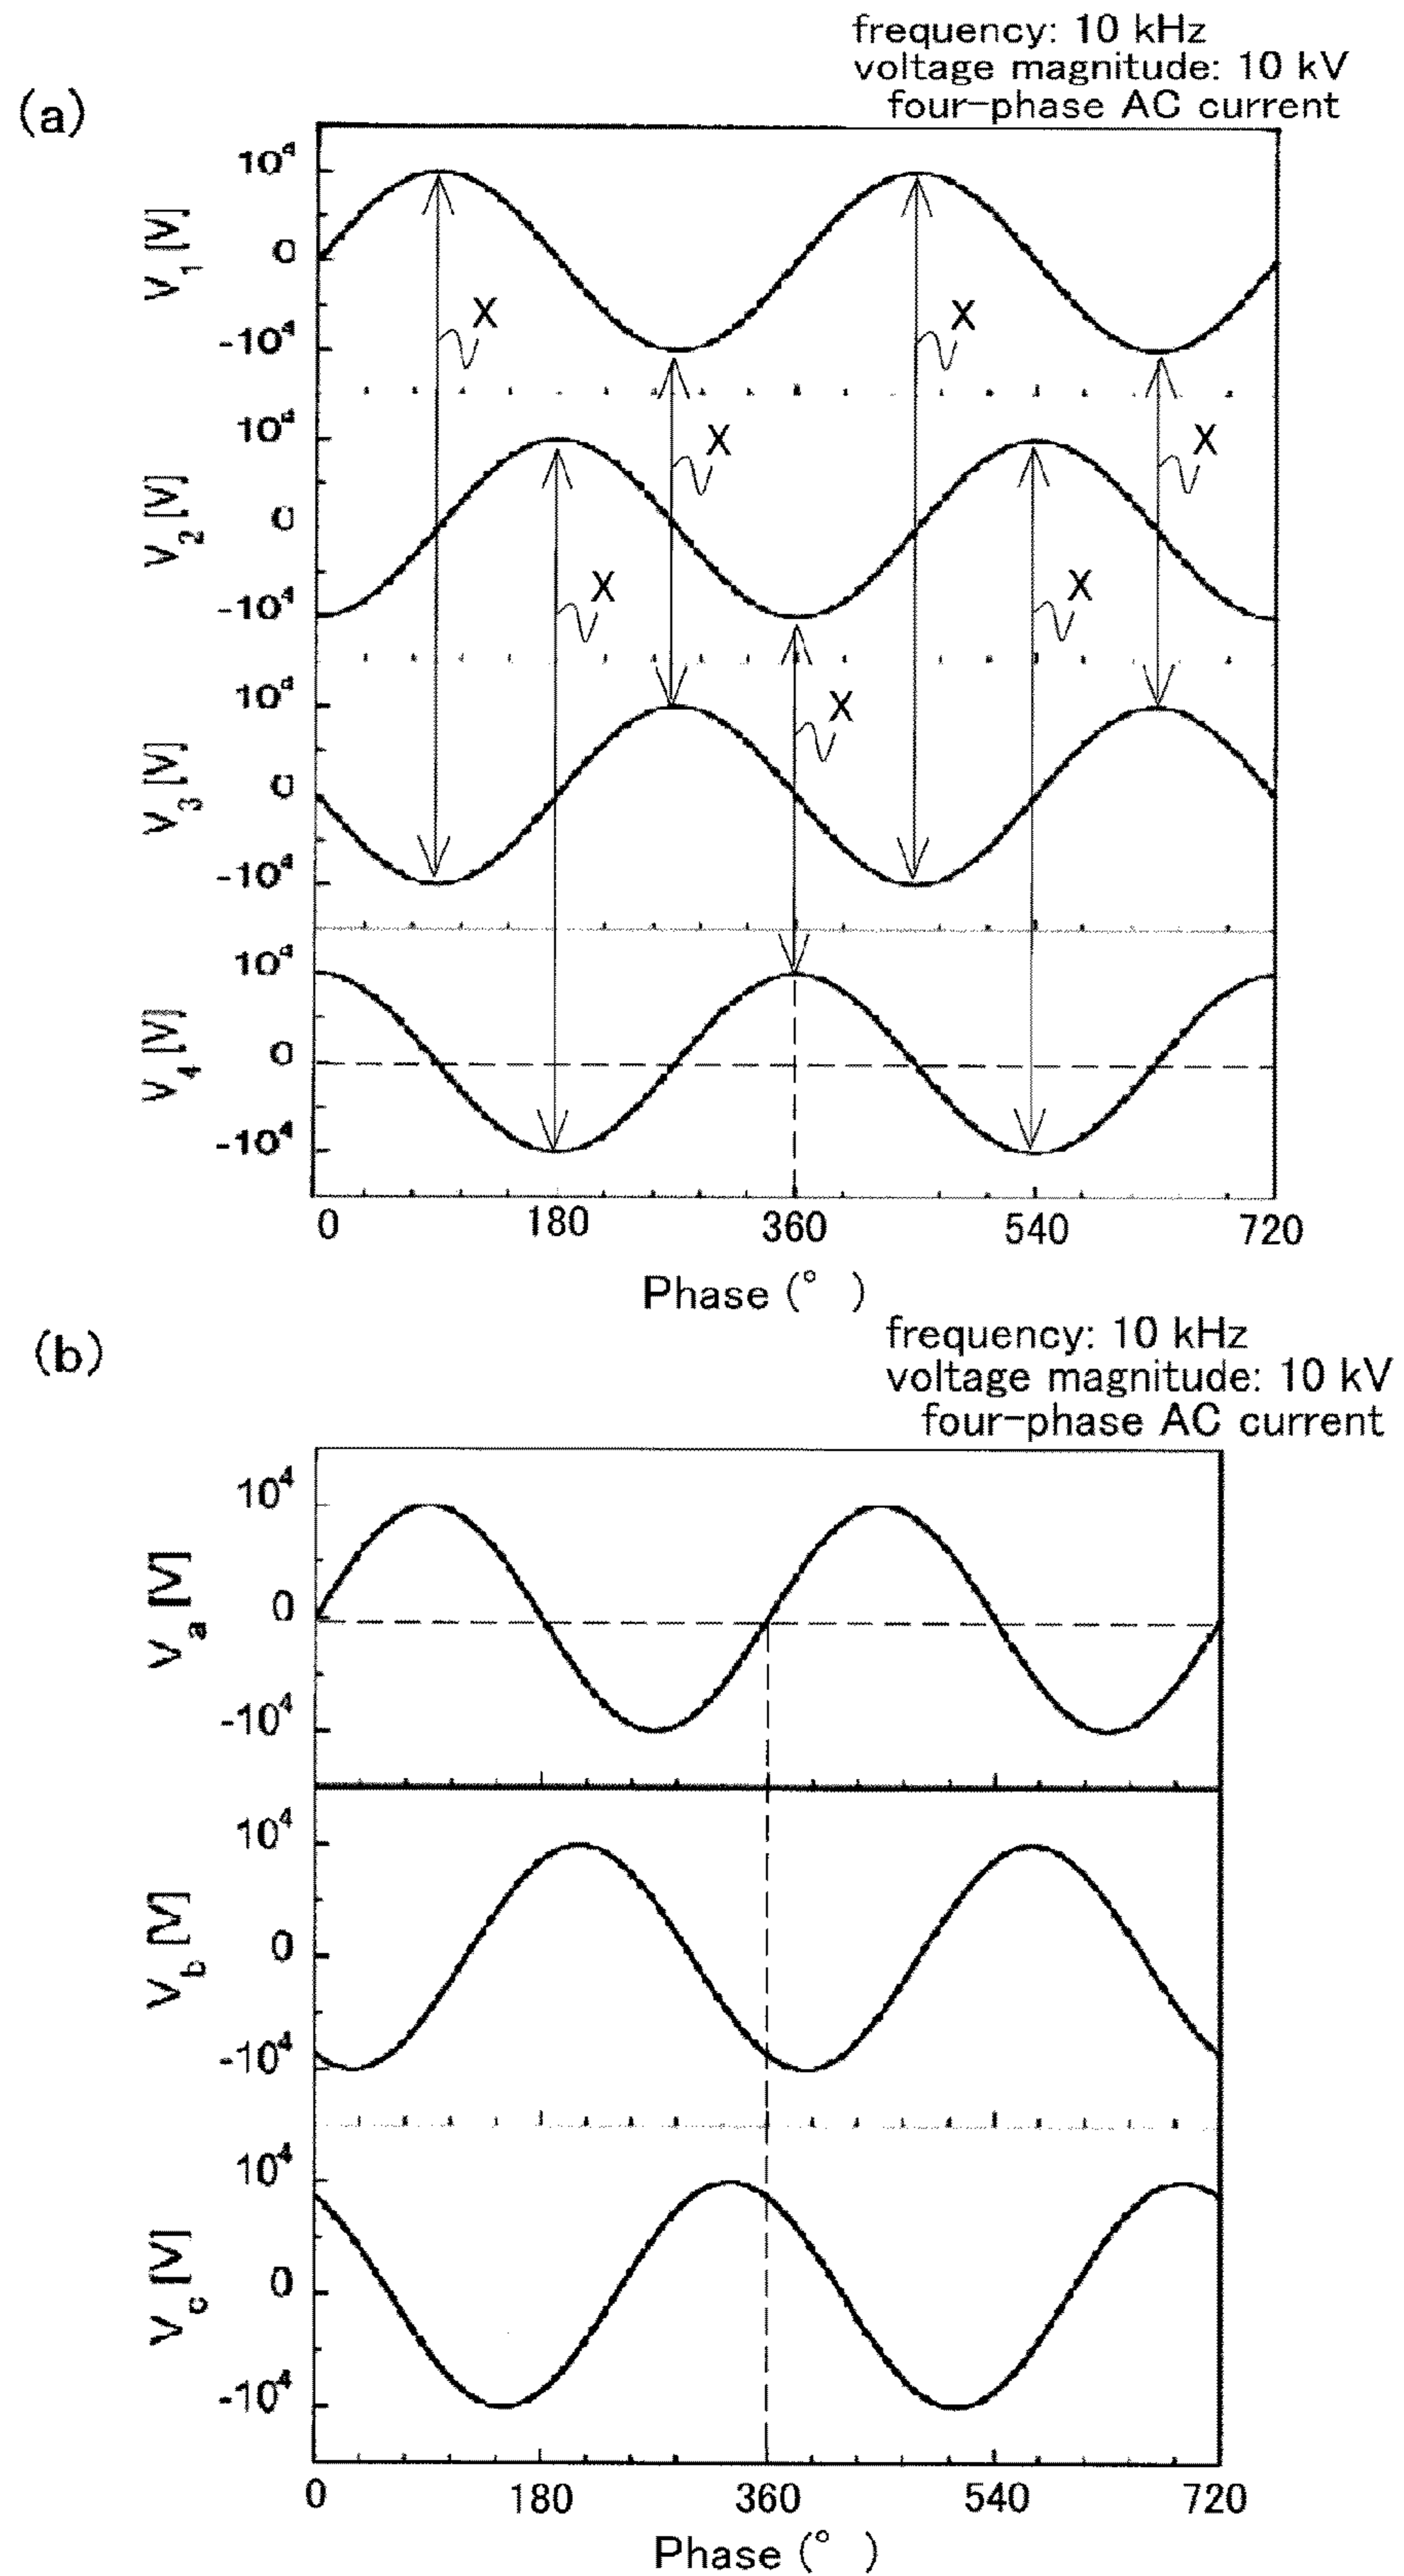 frequency: 10 kHz
voltage magnitude: 10 kV
four-phase AC current
(a)
10⁴
0
-10⁴
V₁ [V]
X
X
X
X
10⁴
0
-10⁴
V₂ [V]
X
X
X
10⁴
0
-10⁴
V₃ [V]
10⁴
0
-10⁴
V₄ [V]
0 180 360 540 720
Phase (° )
(b)
frequency: 10 kHz
voltage magnitude: 10 kV
four-phase AC current
10⁴
0
-10⁴
Va [V]
10⁴
0
-10⁴
Vb [V]
10⁴
0
-10⁴
Vc [V]
0 180 360 540 720
Phase (° )